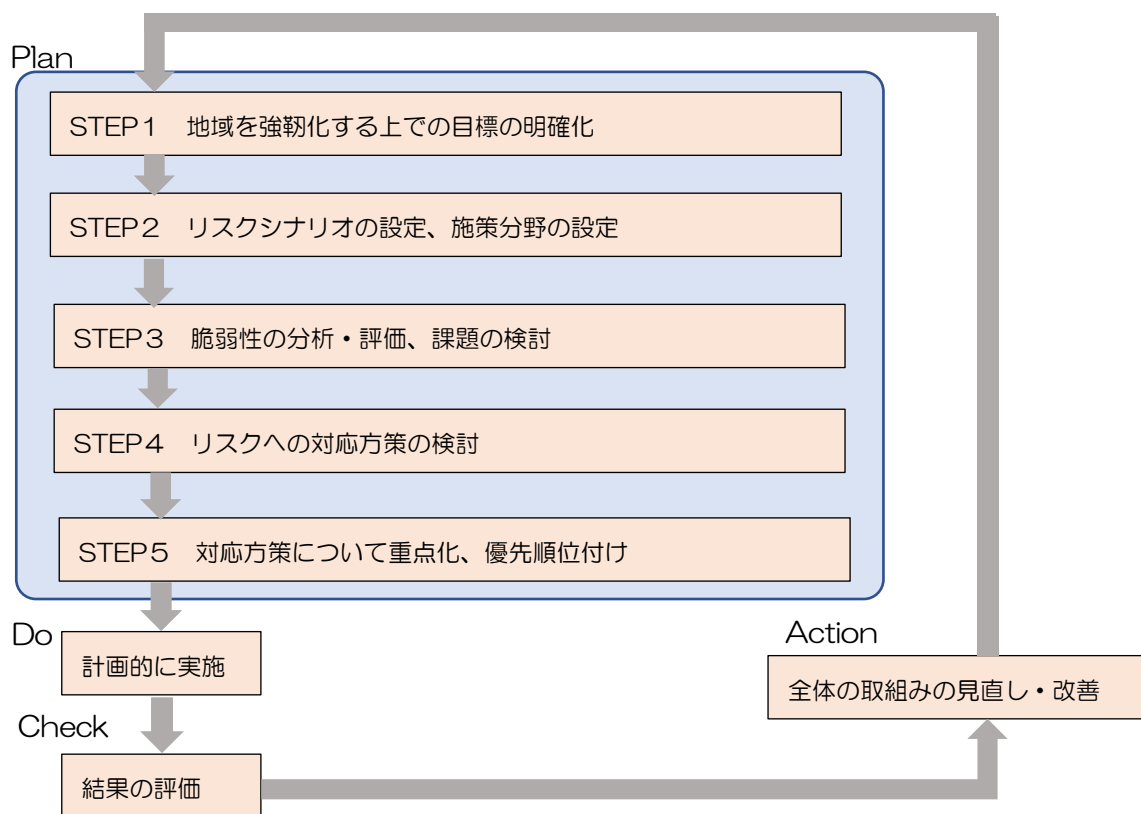 Plan
STEP1 地域を強靭化する上での目標の明確化
STEP2 リスクシナリオの設定、施策分野の設定
STEP3 脆弱性の分析・評価、課題の検討
STEP4 リスクへの対応方策の検討
STEP5 対応方策について重点化、優先順位付け
Do
計画的に実施
Check
結果の評価
Action
全体の取組みの見直し・改善